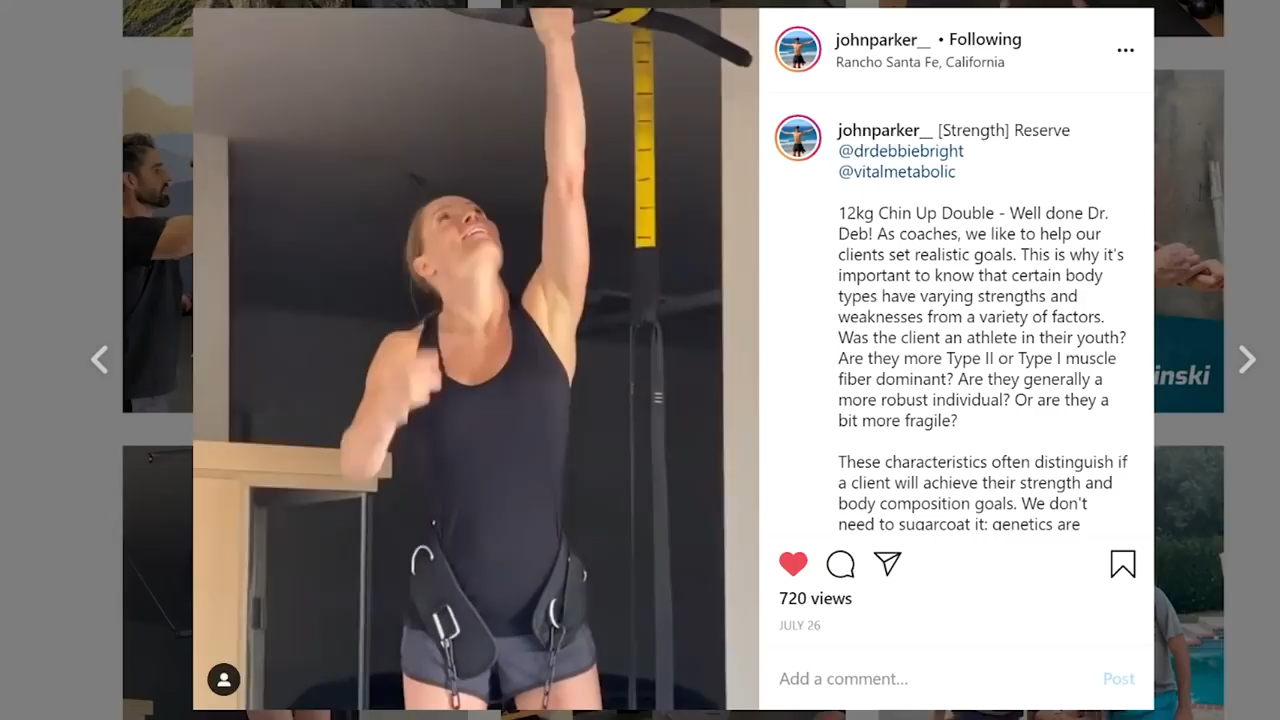 johnparker__ • Following
Rancho Santa Fe, California
johnparker__ [Strength] Reserve
@drdebbiebright
@vitalmetabolic
12kg Chin Up Double - Well done Dr.
Deb! As coaches, we like to help our
clients set realistic goals. This is why it's
important to know that certain body
types have varying strengths and
weaknesses from a variety of factors.
Was the client an athlete in their youth?
Are they more Type II or Type I muscle
fiber dominant? Are they generally a
more robust individual? Or are they a
bit more fragile?
These characteristics often distinguish if
a client will achieve their strength and
body composition goals. We don't
need to sugarcoat it: genetics are
720 views
JULY 26
Add a comment... Post
inski